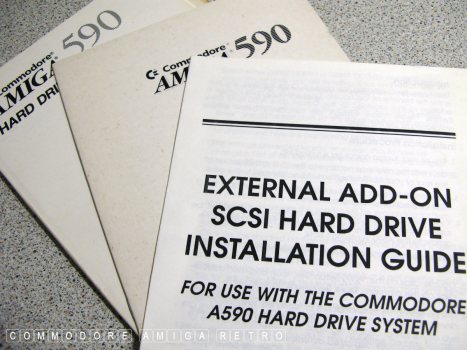 Commodore®
AMIGA 590
HARD DRIV
Commodore®
AMIGA 590
EXTERNAL ADD-ON
SCSI HARD DRIVE
INSTALLATION GUIDE
FOR USE WITH THE COMMODORE
A590 HARD DRIVE SYSTEM
COMMODORE AMIGA RETRO